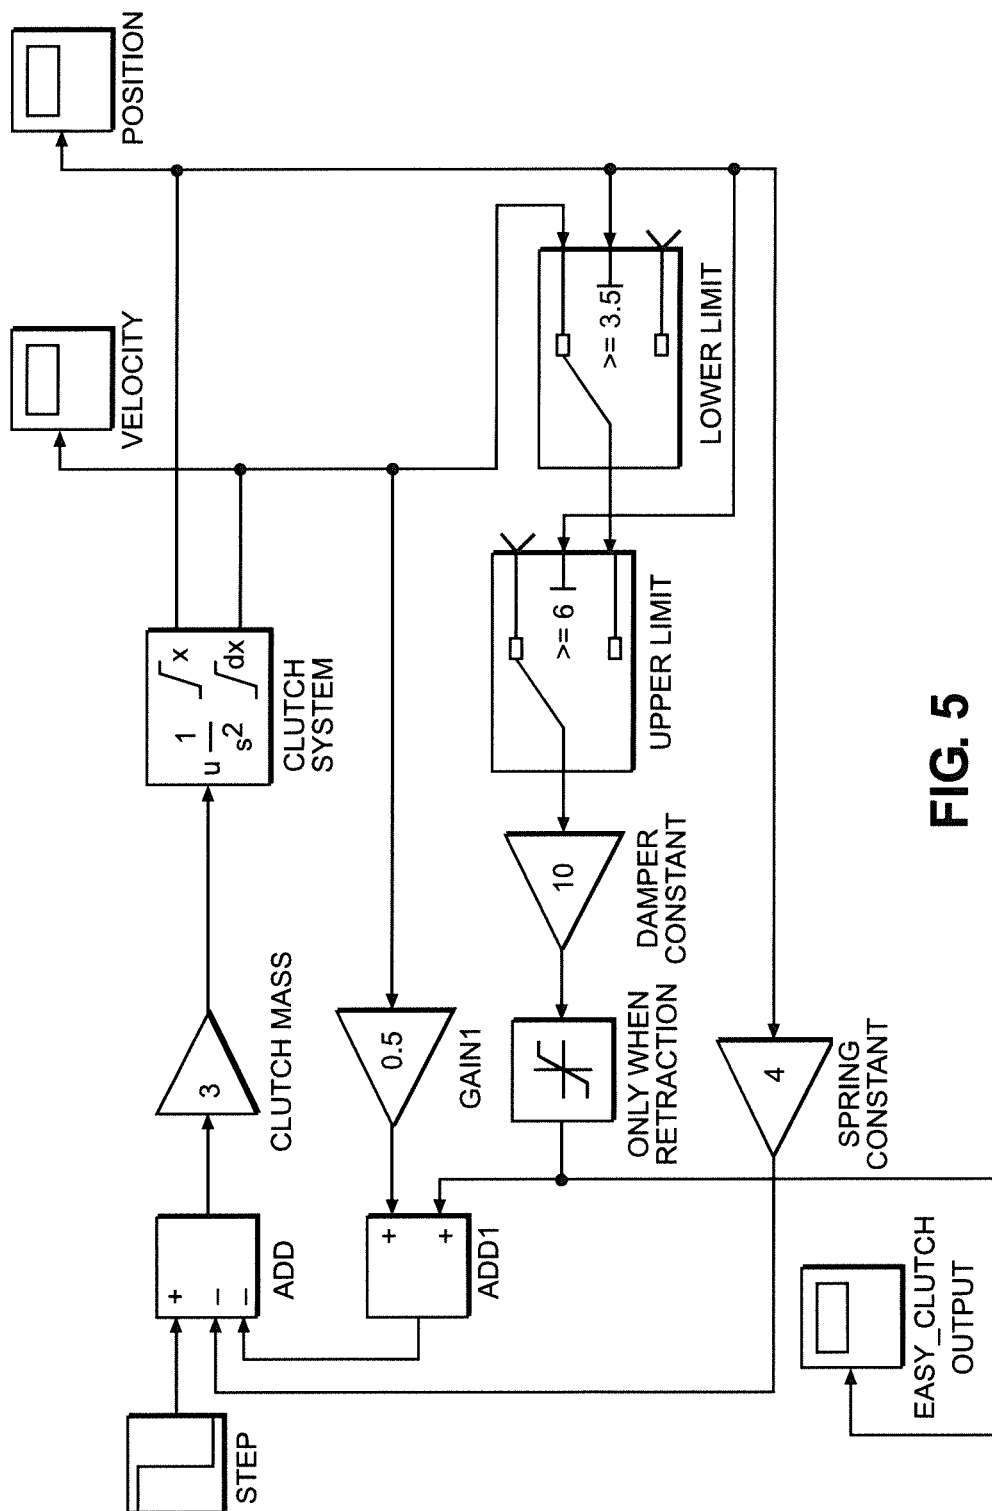 STEP
+
−
−
ADD
3
CLUTCH MASS
u 1
s2
∫x
∫dx
CLUTCH
SYSTEM
VELOCITY
POSITION
+
+
ADD1
0.5
GAIN1
ONLY WHEN
RETRACTION
10
DAMPER
CONSTANT
>= 6
UPPER LIMIT
>= 3.5
LOWER LIMIT
4
SPRING
CONSTANT
EASY_CLUTCH
OUTPUT
FIG. 5